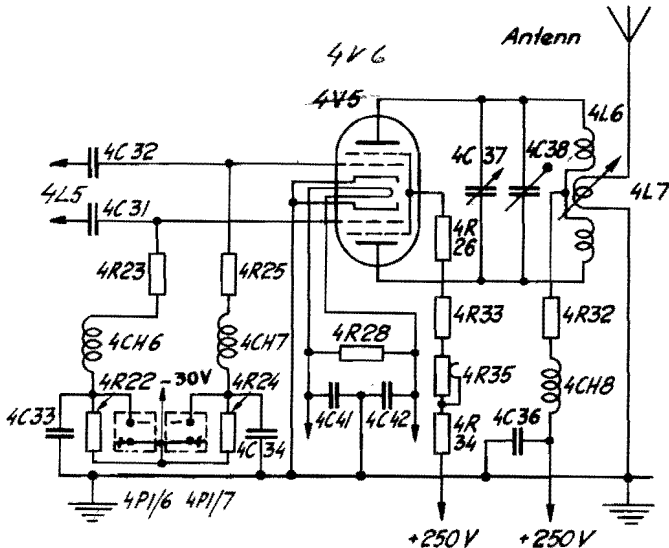 Antenn
4V6
4V5
4L6
4C32
4C37
4C38
4L5
4L7
4C31
4R
26
4R23
4R25
4R33
4R32
4CH6
4CH7
4R28
4R35
4CH8
4R22
-30V
4R24
4C33
4C34
4C41
4C42
4R
34
4C36
4P1/6 4P1/7
+250V +250V